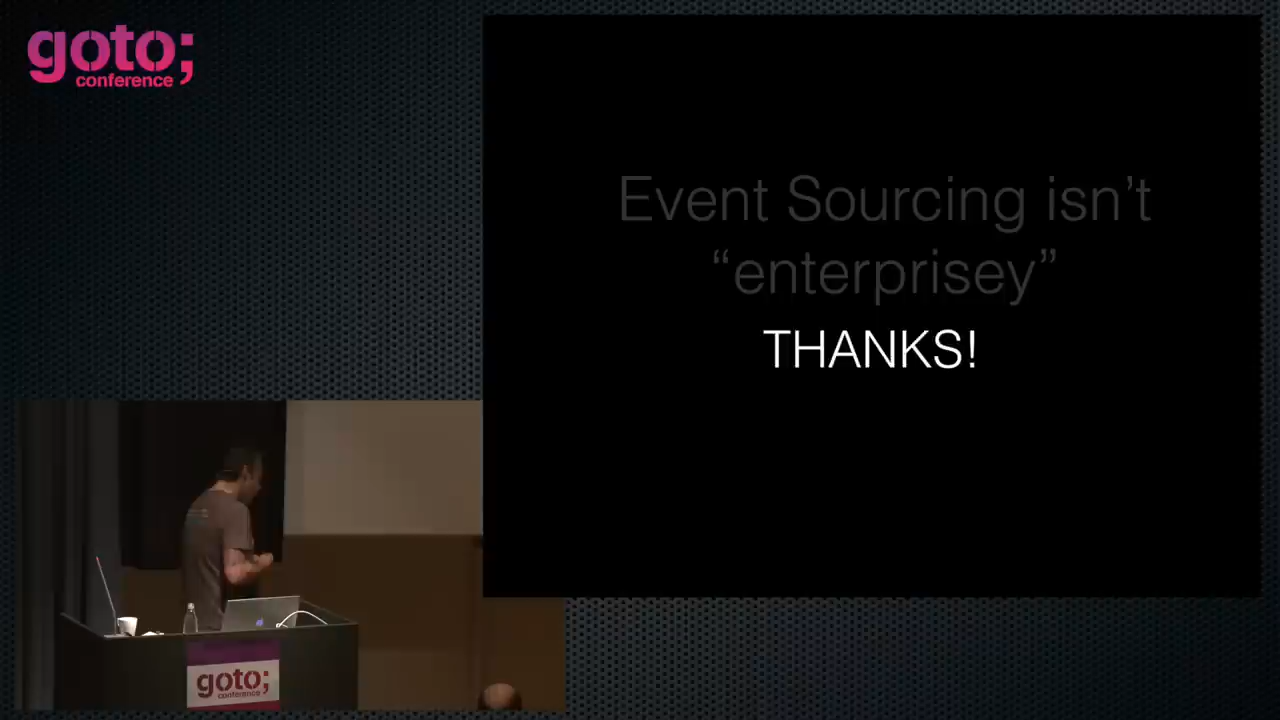 goto;
conference
Event Sourcing isn’t
“enterprisey”
THANKS!
goto;
conference